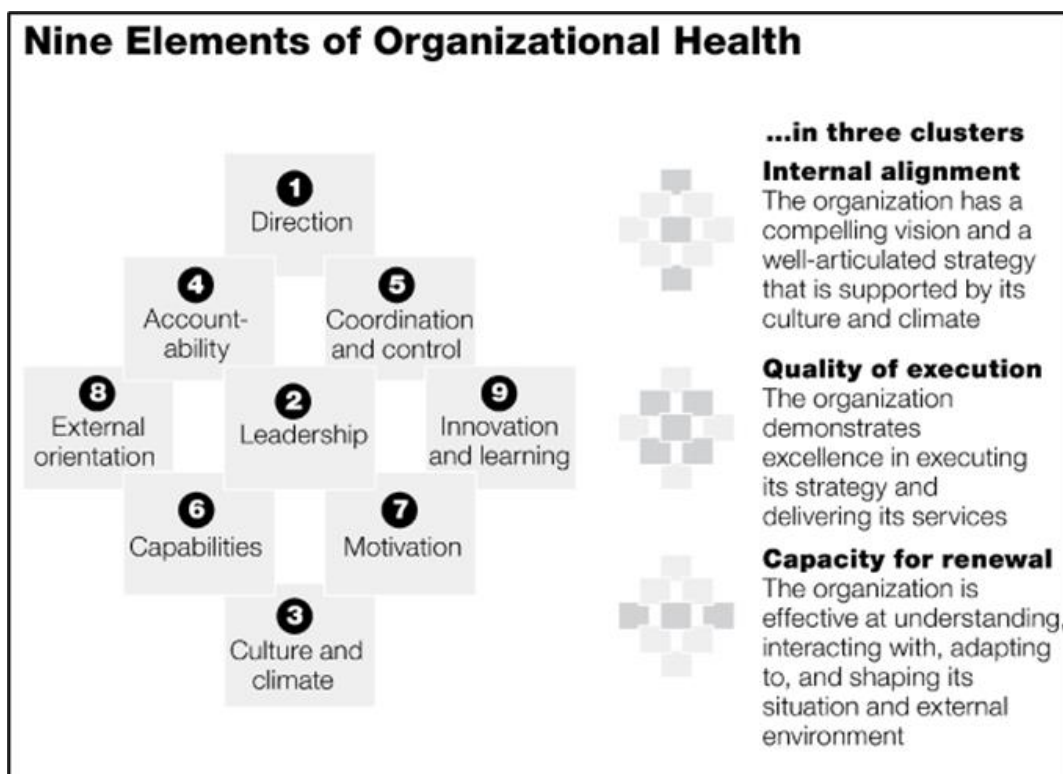 Nine Elements of Organizational Health
1
Direction
4
Account-
ability
5
Coordination
and control
8
External
orientation
2
Leadership
9
Innovation
and learning
6
Capabilities
7
Motivation
3
Culture and
climate
...in three clusters
Internal alignment
The organization has a
compelling vision and a
well-articulated strategy
that is supported by its
culture and climate
Quality of execution
The organization
demonstrates
excellence in executing
its strategy and
delivering its services
Capacity for renewal
The organization is
effective at understanding,
interacting with, adapting
to, and shaping its
situation and external
environment